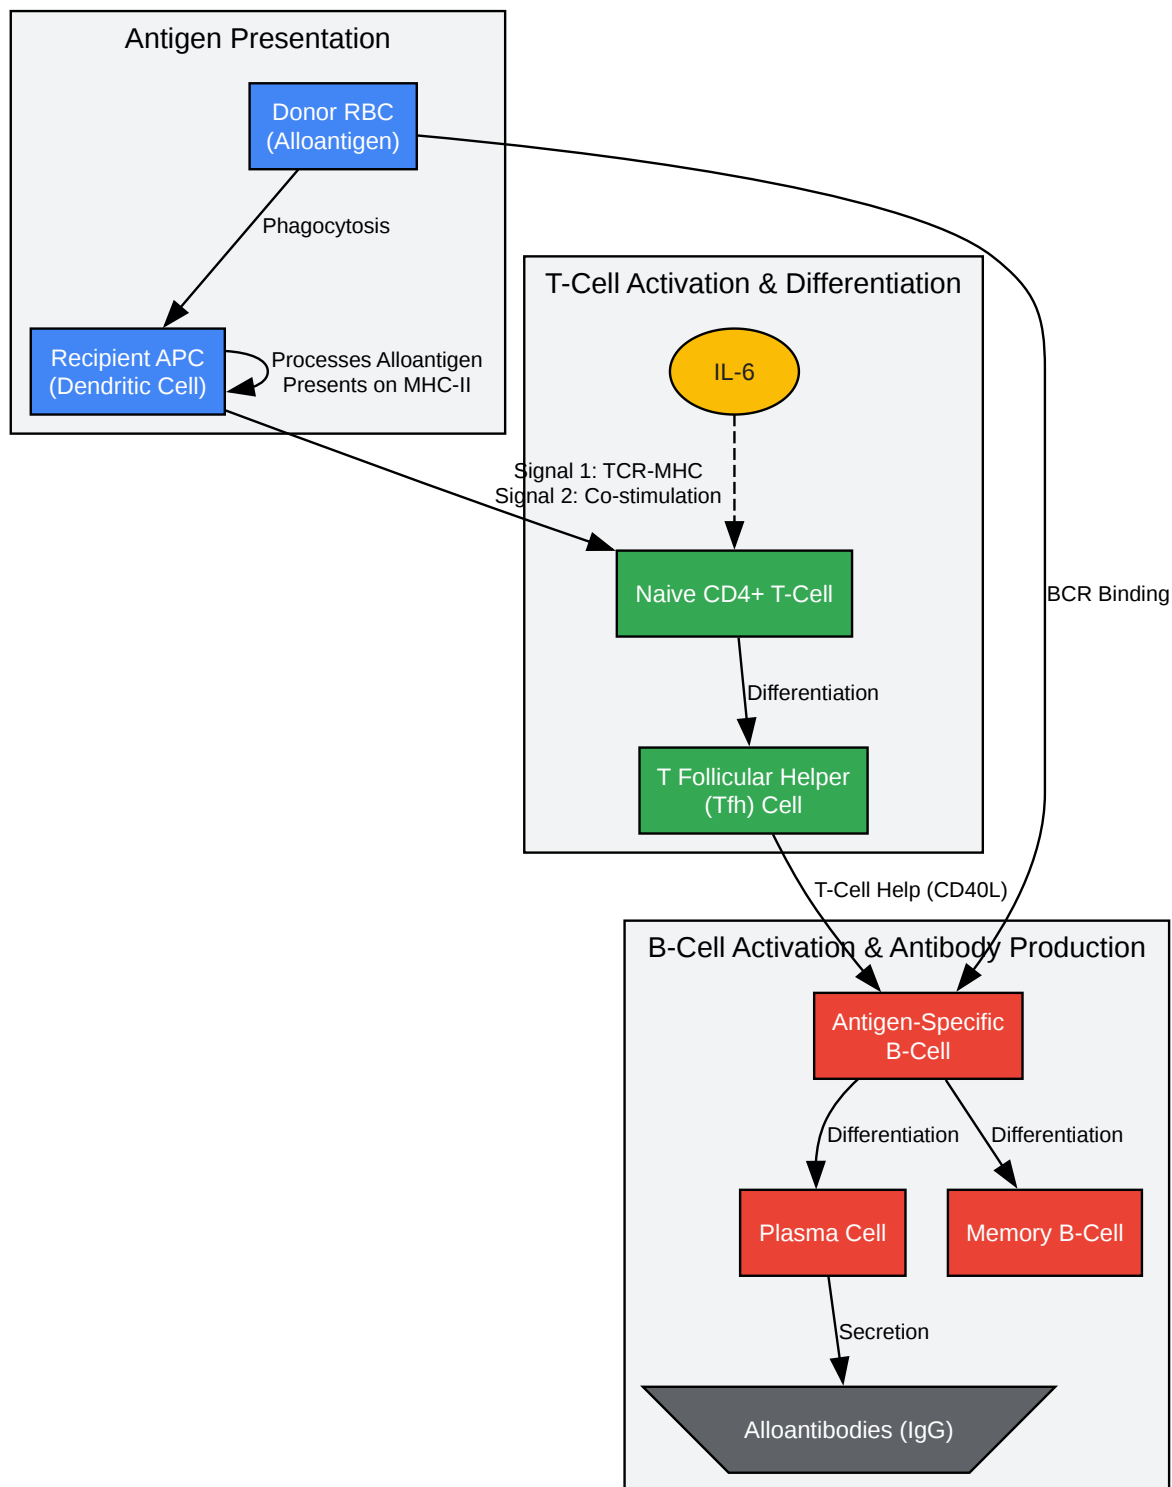 Antigen Presentation
Donor RBC
(Alloantigen)
Phagocytosis
Recipient APC
(Dendritic Cell)
Processes Alloantigen
Presents on MHC-II
T-Cell Activation & Differentiation
IL-6
Signal 1: TCR-MHC
Signal 2: Co-stimulation
Naive CD4+ T-Cell
BCR Binding
Differentiation
T Follicular Helper
(Tfh) Cell
T-Cell Help (CD40L)
B-Cell Activation & Antibody Production
Antigen-Specific
B-Cell
Differentiation
Differentiation
Plasma Cell
Memory B-Cell
Secretion
Alloantibodies (IgG)